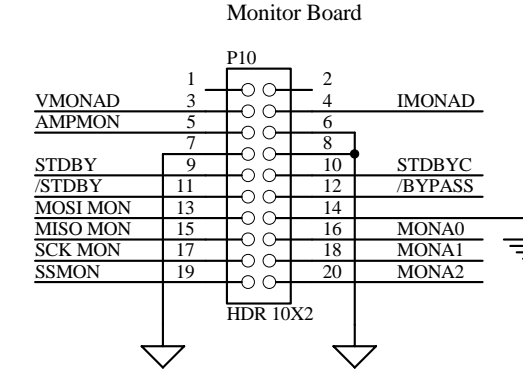 Monitor Board
P10
1 2
VMONAD 3 4 IMONAD
AMPMON 5 6
7 8
STDBY 9 10 STDBYC
/STDBY 11 12 /BYPASS
MOSI MON 13 14
MISO MON 15 16 MONA0
SCK MON 17 18 MONA1
SSMON 19 20 MONA2
HDR 10X2